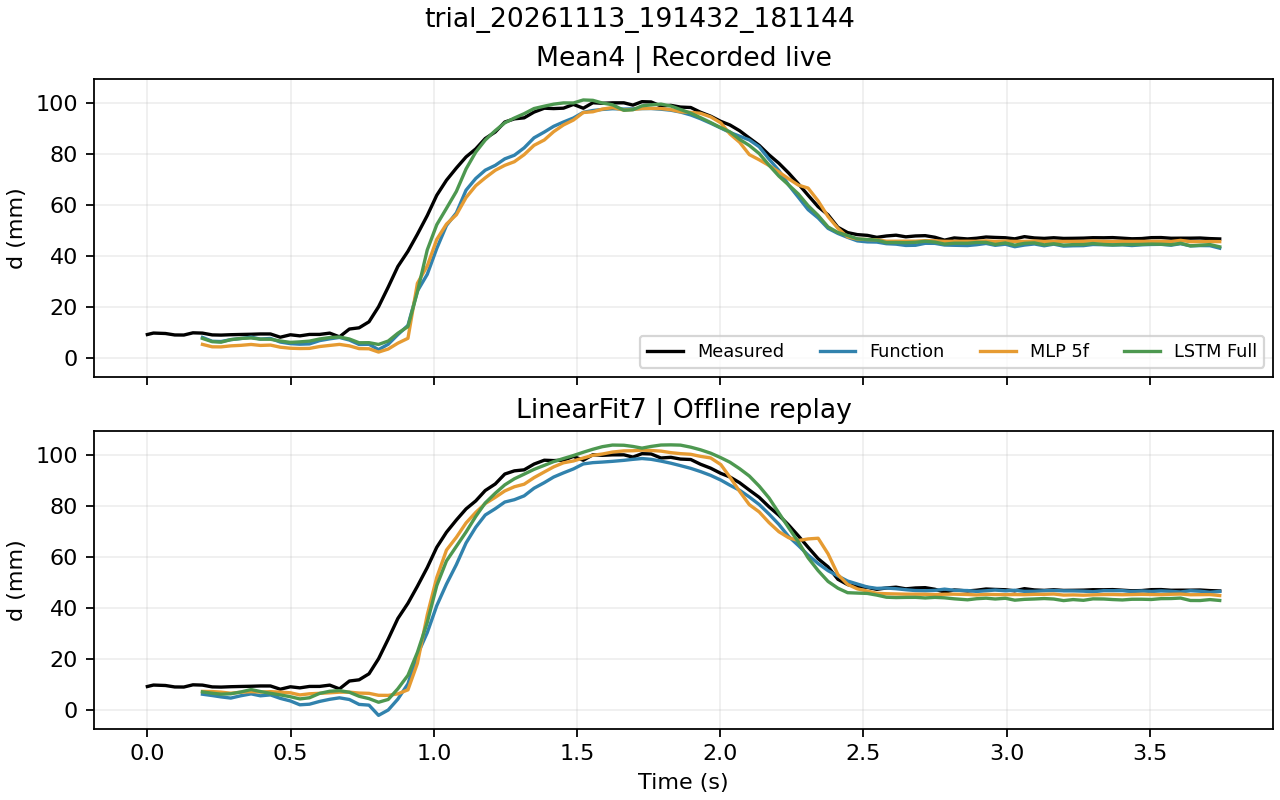 trial_20261113_191432_181144
Mean4 | Recorded live
d (mm)
100
80
60
40
20
0
Measured Function MLP 5f LSTM Full
LinearFit7 | Offline replay
d (mm)
100
80
60
40
20
0
0.0 0.5 1.0 1.5 2.0 2.5 3.0 3.5
Time (s)